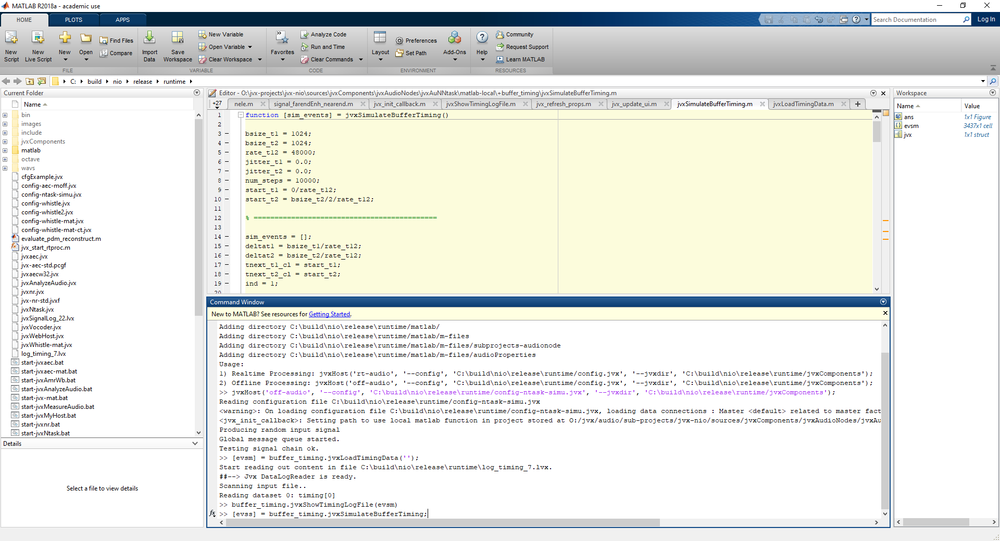 MATLAB R2018a - academic use
HOME
PLOTS
APPS
Search Documentation
Log In
New Script
New Live Script
New
Open
Find Files
Compare
Import Data
Save Workspace
New Variable
Open Variable
Clear Workspace
Favorites
Analyze Code
Run and Time
Clear Commands
Layout
Preferences
Set Path
Add-Ons
Help
Community
Request Support
Learn MATLAB
FILE
VARIABLE
CODE
ENVIRONMENT
RESOURCES
C: build nio release runtime
Current Folder
Name
bin
images
include
jvxComponents
matlab
octave
wavs
cfgExample.jvx
config-aec-moff.jvx
config-ntask-simu.jvx
config-whistle.jvx
config-whistle2.jvx
config-whistle-mat.jvx
config-whistle-mat-ct.jvx
evaluate_pdm_reconstruct.m
jvx_start_rtproc.m
jvxaec.jvx
jvx-aec-std.pcgf
jvxaecw32.jvx
jvxAnalyzeAudio.jvx
jvxnr.jvx
jvx-nr-std.jvxf
jvxNtask.jvx
jvxSignalLog_22.lvx
jvxVocoder.jvx
jvxWebHost.jvx
jvxWhistle-mat.jvx
log_timing_7.lvx
start-jvxaec.bat
start-jvxaec-mat.bat
start-jvxAmrWb.bat
start-jvxAnalyzeAudio.bat
start-jvx-mat.bat
start-jvxMeasureAudio.bat
start-jvxMyHost.bat
start-jvxnr.bat
start-jvxNtask.bat
Details
Select a file to view details
Editor - O:\jvx-projects\jvx-nio\sources\jvxComponents\jvxAudioNodes\jvxAuNNtask\matlab-local\+buffer_timing\jvxSimulateBufferTiming.m
+27
nele.m
signal_farendEnh_nearend.m
jvx_init_callback.m
jvxShowTimingLogFile.m
jvx_refresh_props.m
jvx_update_ui.m
jvxSimulateBufferTiming.m
jvxLoadTimingData.m
1 function [sim_events] = jvxSimulateBufferTiming()
2
3 bsize_t1 = 1024;
4 bsize_t2 = 1024;
5 rate_t12 = 48000;
6 jitter_t1 = 0.0;
7 jitter_t2 = 0.0;
8 num_steps = 10000;
9 start_t1 = 0/rate_t12;
10 start_t2 = bsize_t2/2/rate_t12;
11
12 % ============================================
13
14 sim_events = [];
15 deltat1 = bsize_t1/rate_t12;
16 deltat2 = bsize_t2/rate_t12;
17 tnext_t1_cl = start_t1;
18 tnext_t2_cl = start_t2;
19 ind = 1;
20
Command Window
New to MATLAB? See resources for Getting Started.
Adding directory C:\build\nio\release\runtime/matlab/
Adding directory C:\build\nio\release\runtime/matlab/m-files
Adding directory C:\build\nio\release\runtime/matlab/m-files/subprojects-audionode
Adding directory C:\build\nio\release\runtime/matlab/m-files/audioProperties
Usage:
1) Realtime Processing: jvxHost('rt-audio', '--config', 'C:\build\nio\release\runtime/config.jvx', '--jvxdir', 'C:\build\nio\release\runtime/jvxComponents');
2) Offline Processing: jvxHost('off-audio', '--config', 'C:\build\nio\release\runtime/config.jvx', '--jvxdir', 'C:\build\nio\release\runtime/jvxComponents');
>> jvxHost('off-audio', '--config', 'C:\build\nio\release\runtime/config-ntask-simu.jvx', '--jvxdir', 'C:\build\nio\release\runtime/jvxComponents');
Reading configuration file C:\build\nio\release\runtime/config-ntask-simu.jvx
<warning>: On loading configuration file C:\build\nio\release\runtime/config-ntask-simu.jvx, loading data connections : Master <default> related to master fact
<jvx_init_callback>: Setting path to use local matlab function in project stored at O:/jvx/audio/sub-projects/jvx-nio/sources/jvxComponents/jvxAudioNodes/jvxAu
Producing random input signal
Global message queue started.
Testing signal chain ok.
>> [evsm] = buffer_timing.jvxLoadTimingData('');
Start reading out content in file C:\build\nio\release\runtime\log_timing_7.lvx.
##--> Jvx DataLogReader is ready.
Scanning input file..
Reading dataset 0: timing[0]
>> buffer_timing.jvxShowTimingLogFile(evsm)
fx >> [evss] = buffer_timing.jvxSimulateBufferTiming;
Workspace
Name Value
ans 1x1 Figure
evsm 3437x1 cell
jvx 1x1 struct